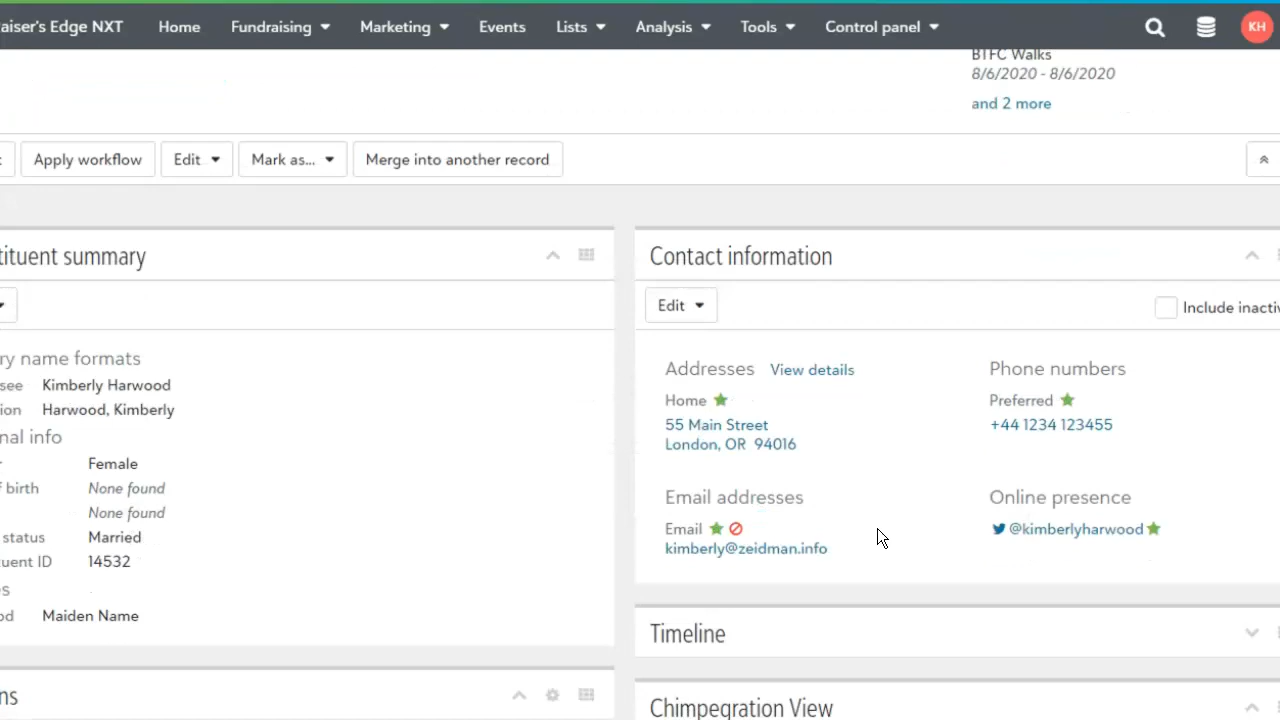 aiser's Edge NXT Home Fundraising Marketing Events Lists Analysis Tools Control panel KH
BTFC Walks
8/6/2020 - 8/6/2020
and 2 more
Apply workflow Edit Mark as... Merge into another record
tituent summary
ry name formats
see Kimberly Harwood
ion Harwood, Kimberly
nal info
Female
f birth None found
None found
status Married
uent ID 14532
s
od Maiden Name
ns
Contact information
Edit Include inactiv
Addresses View details
Home
55 Main Street
London, OR 94016
Phone numbers
Preferred
+44 1234 123455
Email addresses
Email
kimberly@zeidman.info
Online presence
@kimberlyharwood
Timeline
Chimpegration View